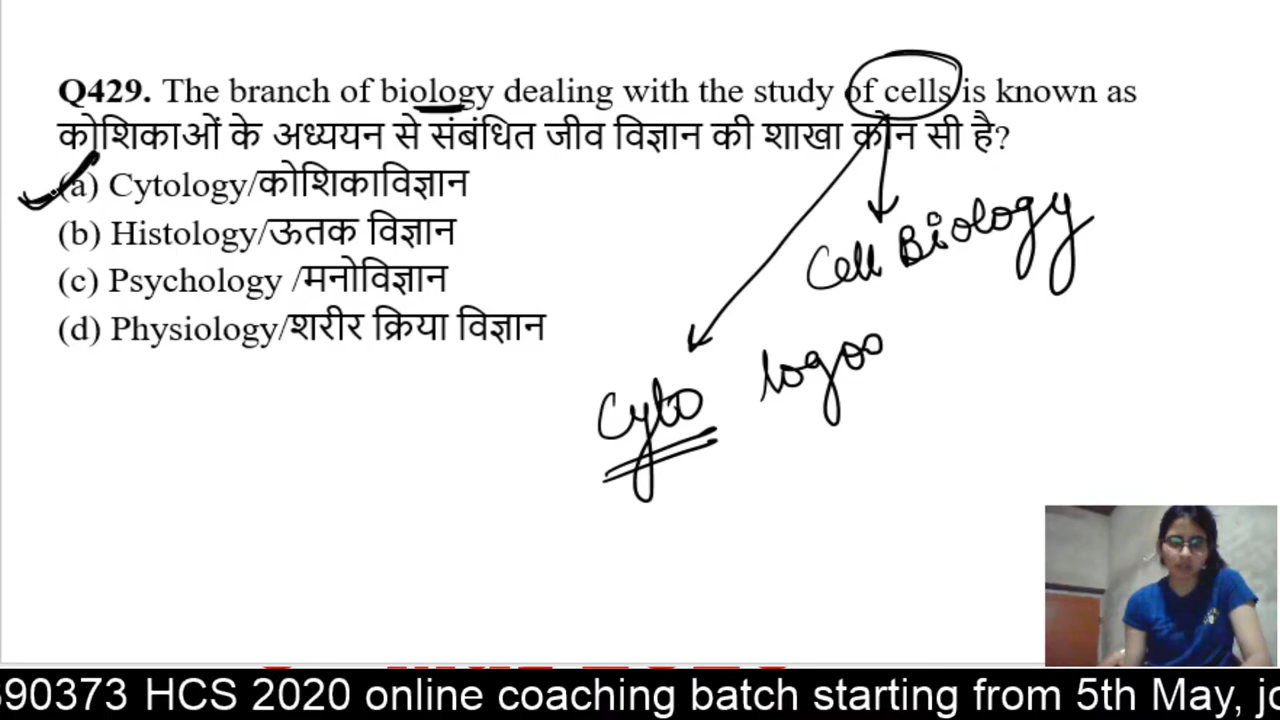 Q429. The branch of biology dealing with the study of cells is known as
कोशिकाओं के अध्ययन से संबंधित जीव विज्ञान की शाखा कौन सी है?
(a) Cytology/कोशिकाविज्ञान
(b) Histology/ऊतक विज्ञान
(c) Psychology /मनोविज्ञान
(d) Physiology/शरीर क्रिया विज्ञान
Cell Biology
Cyto logos
590373 HCS 2020 online coaching batch starting from 5th May, jo